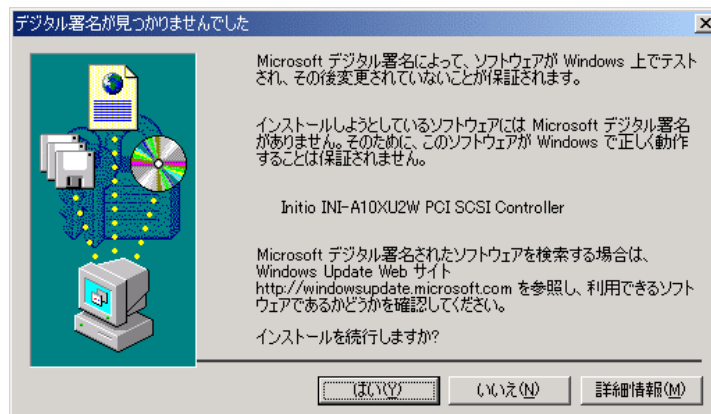 デジタル署名が見つかりませんでした
Microsoft デジタル署名によって、ソフトウェアが Windows 上でテスト
され、その後変更されていないことが保証されます。
インストールしようとしているソフトウェアには Microsoft デジタル署名
がありません。そのために、このソフトウェアが Windows で正しく動作
することは保証されません。
Initio INI-A10XU2W PCI SCSI Controller
Microsoft デジタル署名されたソフトウェアを検索する場合は、
Windows Update Web サイト
http://windowsupdate.microsoft.com を参照し、利用できるソフト
ウェアであるかどうかを確認してください。
インストールを続行しますか?
はい(Y) いいえ(N) 詳細情報(M)